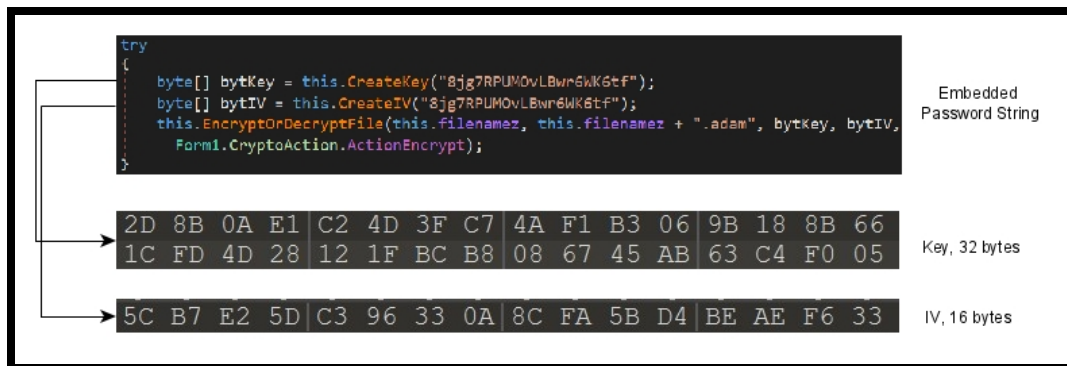 try
{
byte[] bytKey = this.CreateKey("8jg7RPUMOvLBwr6WK6tf");
byte[] bytIV = this.CreateIV("8jg7RPUMOvLBwr6WK6tf");
this.EncryptOrDecryptFile(this.filenamez, this.filenamez + ".adam", bytKey, bytIV,
Form1.CryptoAction.ActionEncrypt);
}
Embedded
Password String
2D 8B 0A E1 C2 4D 3F C7 4A F1 B3 06 9B 18 8B 66
1C FD 4D 28 12 1F BC B8 08 67 45 AB 63 C4 F0 05
Key, 32 bytes
5C B7 E2 5D C3 96 33 0A 8C FA 5B D4 BE AE F6 33
IV, 16 bytes